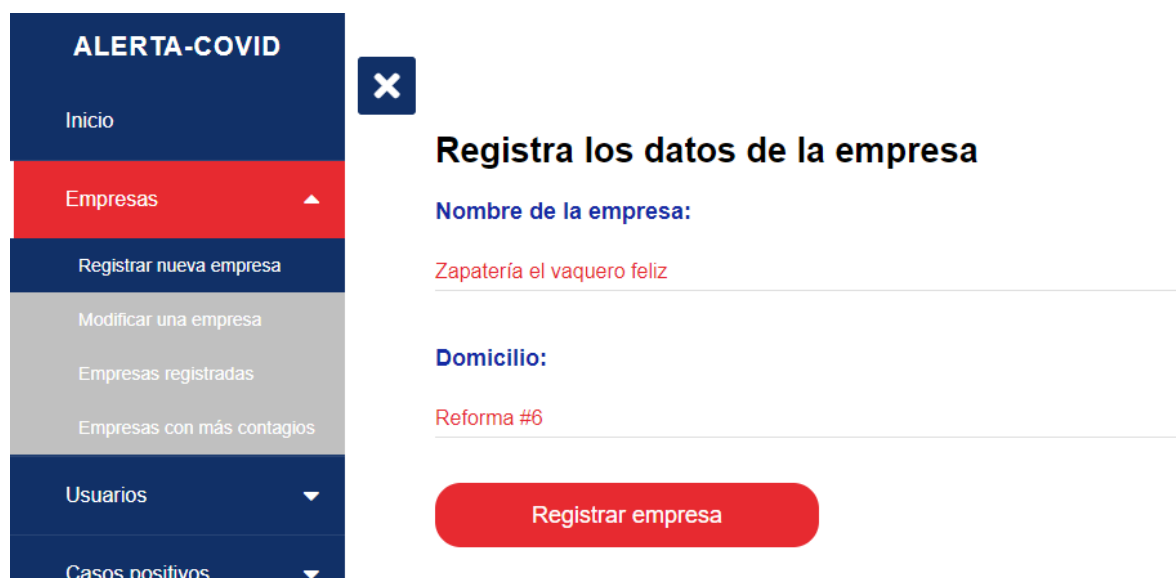 ALERTA-COVID
Inicio
Empresas
Registrar nueva empresa
Modificar una empresa
Empresas registradas
Empresas con más contagios
Usuarios
Casos positivos
Registra los datos de la empresa
Nombre de la empresa:
Zapatería el vaquero feliz
Domicilio:
Reforma #6
Registrar empresa